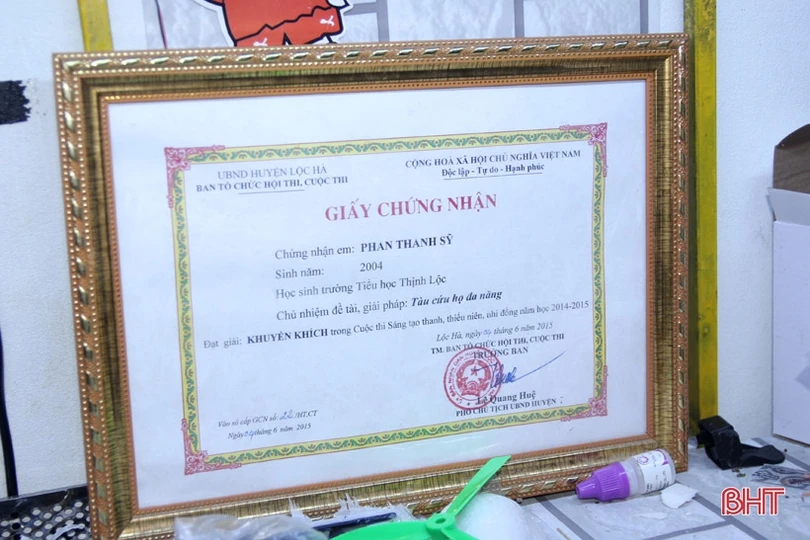 UBND HUYỆN LỘC HÀ
BAN TỔ CHỨC HỘI THI, CUỘC THI
CỘNG HOÀ XÃ HỘI CHỦ NGHĨA VIỆT NAM
Độc lập - Tự do - Hạnh phúc
GIẤY CHỨNG NHẬN
Chứng nhận em: PHAN THANH SỸ
Sinh năm: 2004
Học sinh trường Tiểu học Thịnh Lộc
Chủ nhiệm đề tài, giải pháp: Tàu cứu hộ đa năng
Đạt giải: KHUYẾN KHÍCH trong Cuộc thi Sáng tạo thanh, thiếu niên, nhi đồng năm học 2014-2015
Lộc Hà, ngày 04 tháng 6 năm 2015
TM. BAN TỔ CHỨC HỘI THI, CUỘC THI
TRƯỞNG BAN
Lê Quang Huệ
PHÓ CHỦ TỊCH UBND HUYỆN
Vào sổ cấp GCN số: 22/HT.CT
Ngày 04 tháng 6 năm 2015
BHT